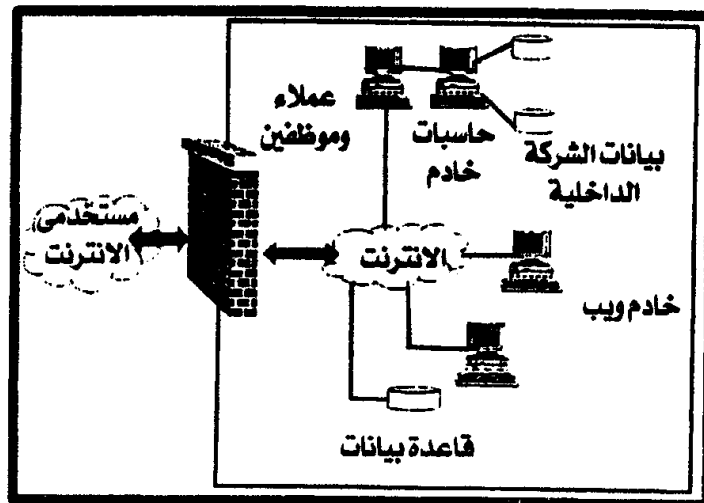 عملاء
وموظفين
حاسبات
خادم
بيانات الشركة
الداخلية
مستخدمى
الانترنت
الانترنت
خادم ويب
قاعدة بيانات